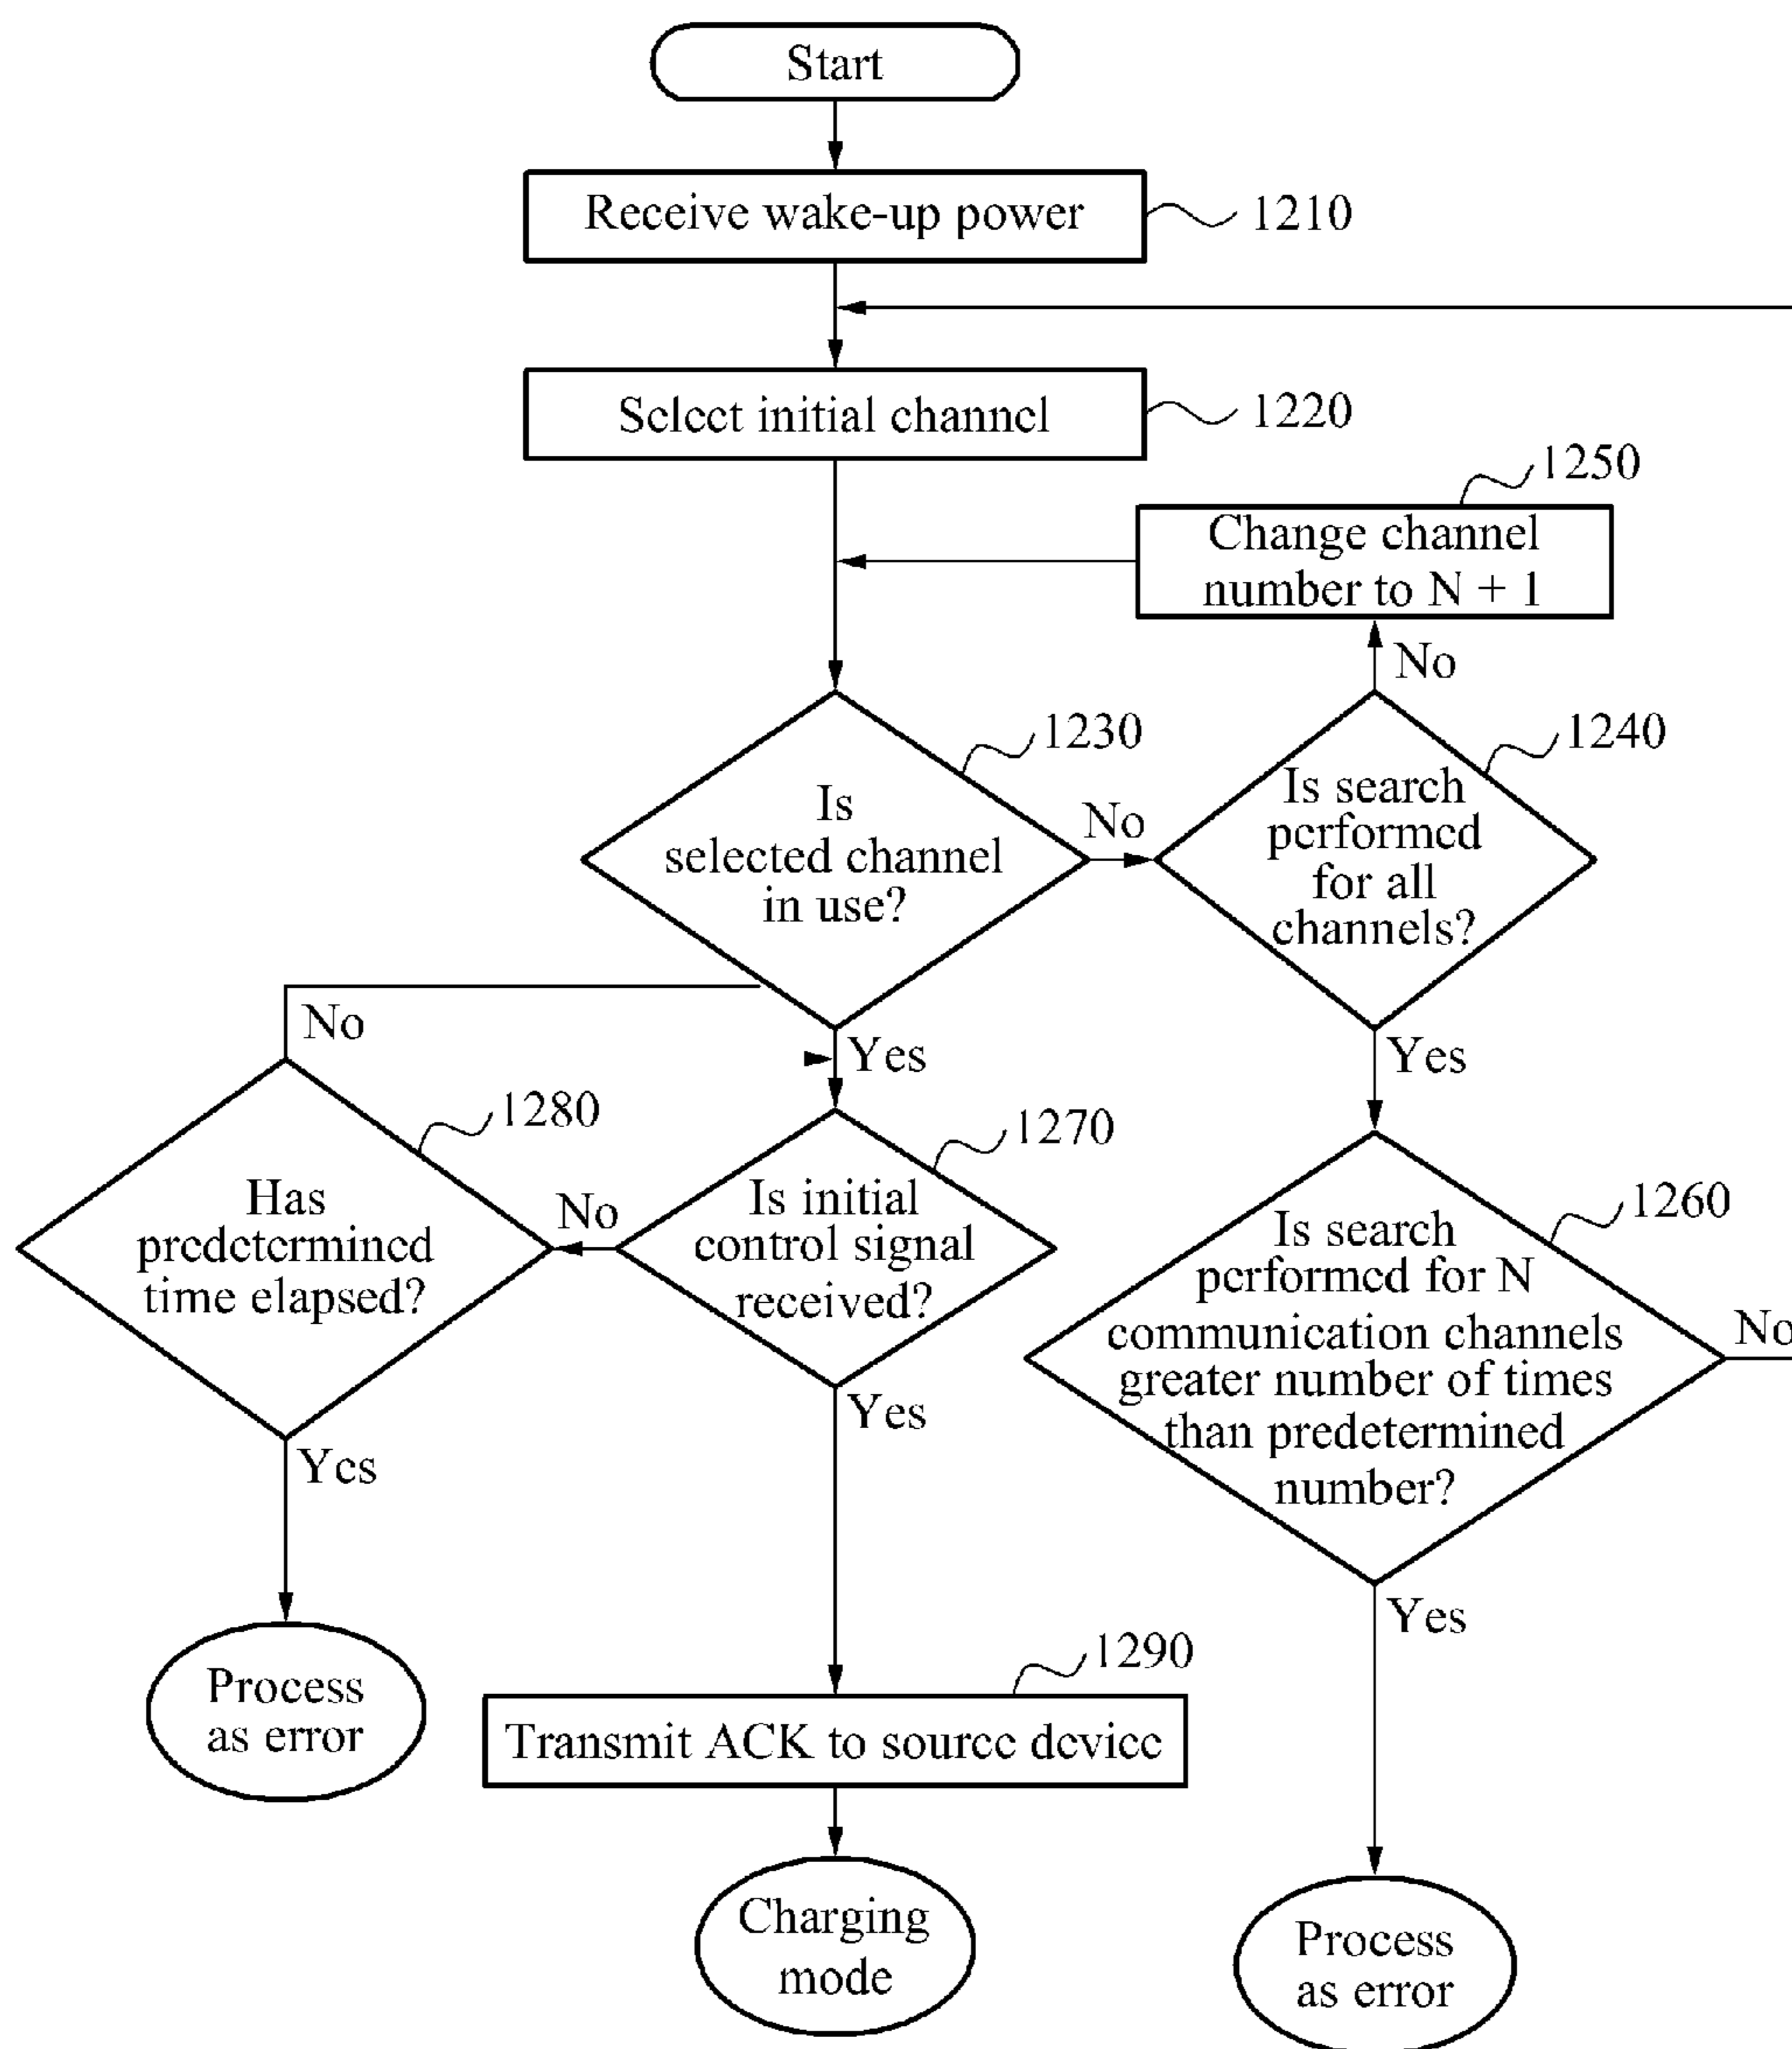 Start
Receive wake-up power
1210
Select initial channel
1220
1250
Change channel
number to N + 1
No
1230
1240
Is
selected channel
in use?
No
Is search
performed
for all
channels?
No
Yes
Yes
1280
1270
Has
predetermined
time elapsed?
No
Is initial
control signal
received?
1260
Is search
performed for N
communication channels
greater number of times
than predetermined
number?
No
Yes
Yes
Yes
Process
as error
1290
Transmit ACK to source device
Charging
mode
Process
as error